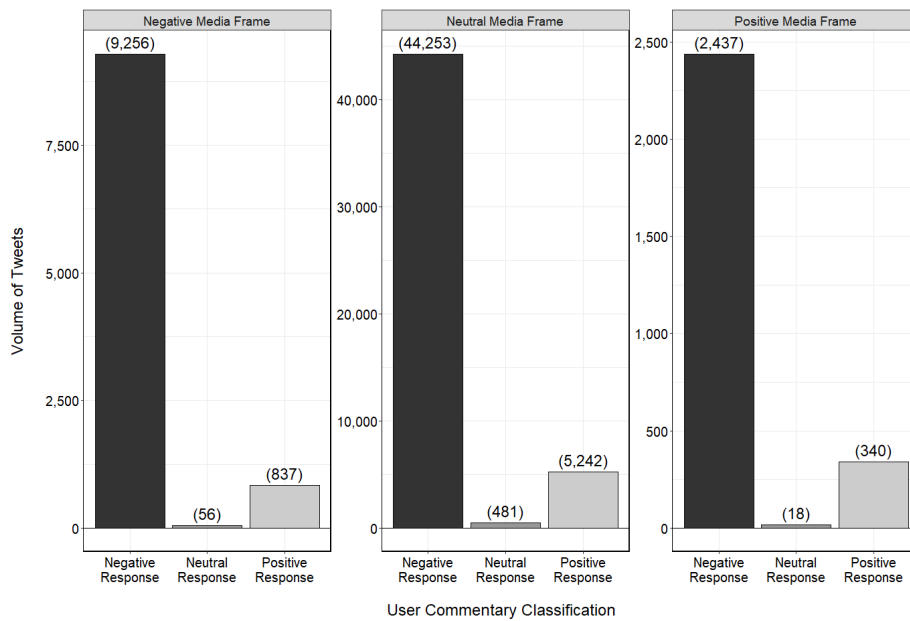 Negative Media Frame
Neutral Media Frame
Positive Media Frame
Volume of Tweets
7,500
5,000
2,500
0
(9,256)
(56)
(837)
Negative
Response
Neutral
Response
Positive
Response
40,000
30,000
20,000
10,000
0
(44,253)
(481)
(5,242)
Negative
Response
Neutral
Response
Positive
Response
2,500
2,000
1,500
1,000
500
0
(2,437)
(18)
(340)
Negative
Response
Neutral
Response
Positive
Response
User Commentary Classification